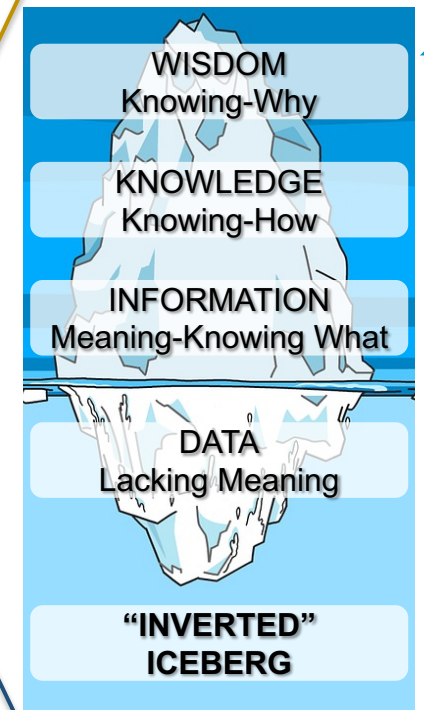 WISDOM
Knowing-Why
KNOWLEDGE
Knowing-How
INFORMATION
Meaning-Knowing What
DATA
Lacking Meaning
“INVERTED”
ICEBERG